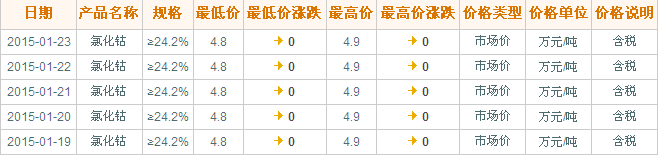 日期 产品名称 规格 最低价 最低价涨跌 最高价 最高价涨跌 价格类型 价格单位 价格说明
2015-01-23 氯化钴 ≥24.2% 4.8 → 0 4.9 → 0 市场价 万元/吨 含税
2015-01-22 氯化钴 ≥24.2% 4.8 → 0 4.9 → 0 市场价 万元/吨 含税
2015-01-21 氯化钴 ≥24.2% 4.8 → 0 4.9 → 0 市场价 万元/吨 含税
2015-01-20 氯化钴 ≥24.2% 4.8 → 0 4.9 → 0 市场价 万元/吨 含税
2015-01-19 氯化钴 ≥24.2% 4.8 → 0 4.9 → 0 市场价 万元/吨 含税